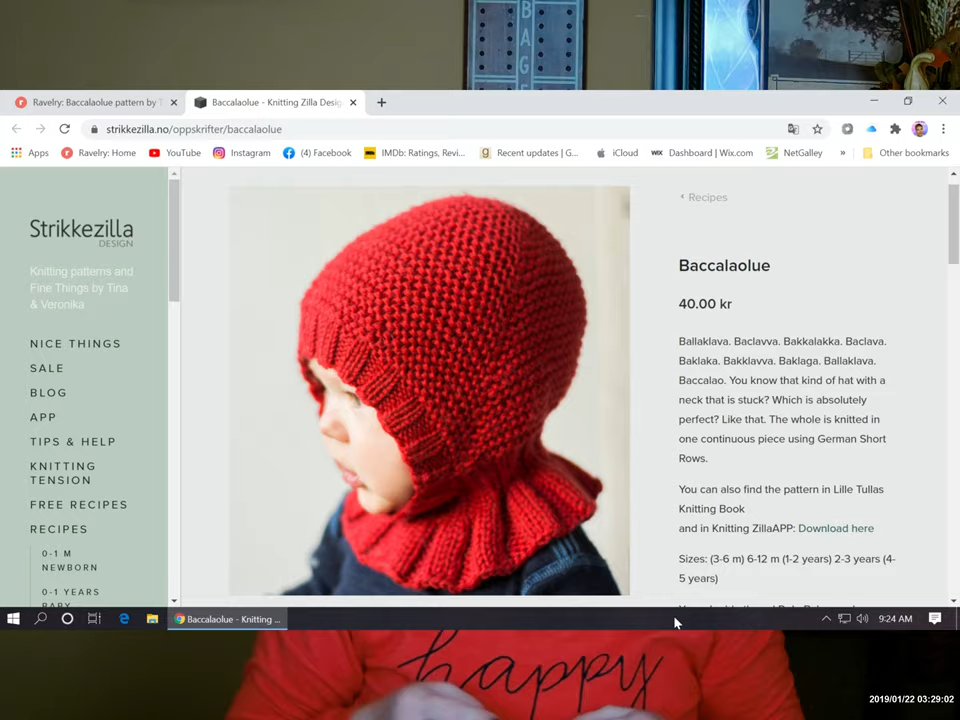 BAG
Ravelry: Baccalaolue pattern by T
Baccalaolue - Knitting Zilla Desig
strikkezilla.no/oppskrifter/baccalaolue
Apps
Ravelry: Home
YouTube
Instagram
(4) Facebook
IMDb: Ratings, Revi...
Recent updates | G...
iCloud
WIX Dashboard | Wix.com
NetGalley
»
Other bookmarks
Strikkezilla
DESIGN
Knitting patterns and
Fine Things by Tina
& Veronika
NICE THINGS
SALE
BLOG
APP
TIPS & HELP
KNITTING
TENSION
FREE RECIPES
RECIPES
0-1 M
NEWBORN
0-1 YEARS
BABY
Recipes
Baccalaolue
40.00 kr
Ballaklava. Baclavva. Bakkalakka. Baclava.
Baklaka. Bakklavva. Baklaga. Ballaklava.
Baccalao. You know that kind of hat with a
neck that is stuck? Which is absolutely
perfect? Like that. The whole is knitted in
one continuous piece using German Short
Rows.
You can also find the pattern in Lille Tullas
Knitting Book
and in Knitting ZillaAPP: Download here
Sizes: (3-6 m) 6-12 m (1-2 years) 2-3 years (4-
5 years)
Baccalaolue - Knitting ...
9:24 AM
happy
2019/01/22 03:29:02